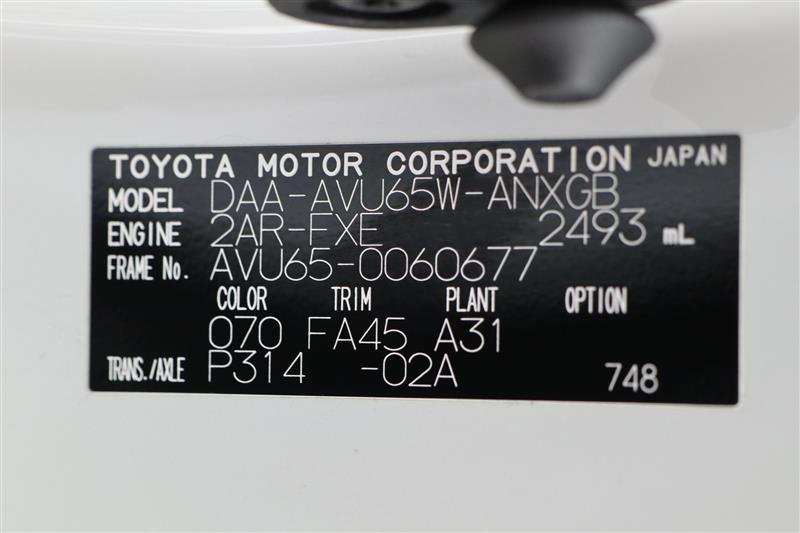 TOYOTA MOTOR CORPORATION JAPAN
MODEL DAA-AVU65W-ANXGB
ENGINE 2AR-FXE 2493 mL
FRAME No. AVU65-0060677
COLOR TRIM PLANT OPTION
070 FA45 A31
TRANS./AXLE P314 -02A 748